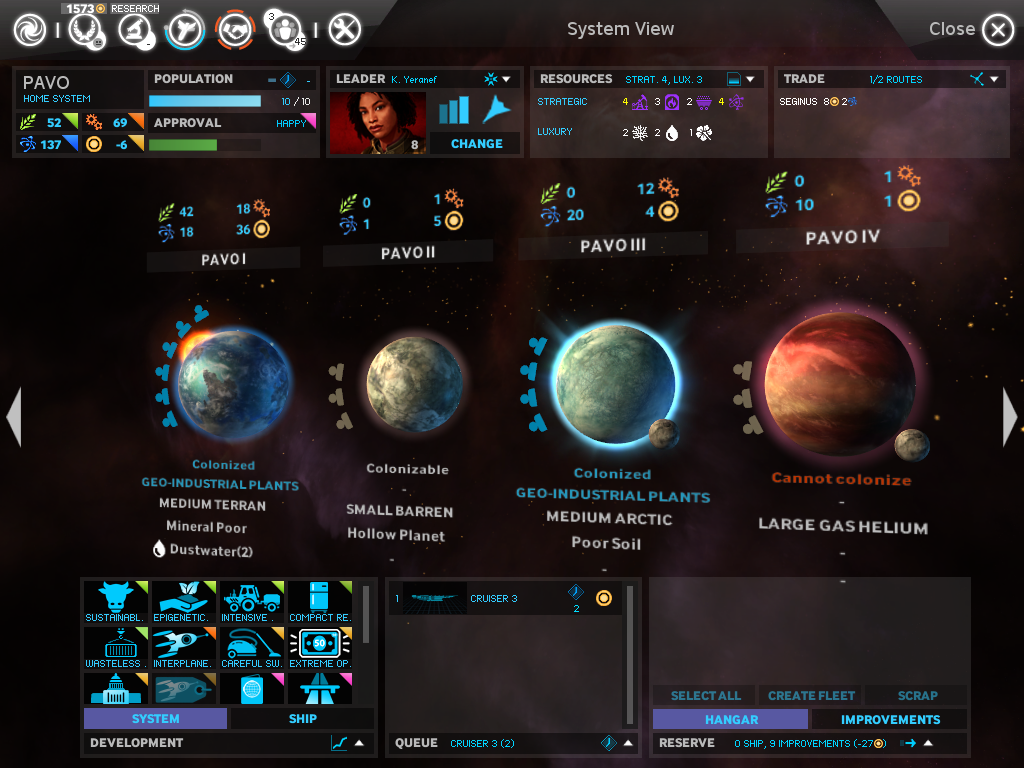 1573 RESEARCH
3
45
System View
Close
PAVO
HOME SYSTEM
52 69
137 -6
POPULATION -
10 / 10
APPROVAL HAPPY
LEADER K. Yeranef
8
CHANGE
RESOURCES STRAT. 4, LUX. 3
STRATEGIC 4 3 2 4
LUXURY 2 2 1
TRADE 1/2 ROUTES
SEGINUS 8 2
42 18
18 36
PAVO I
0 1
1 5
PAVO II
0 12
20 4
PAVO III
0 1
10 1
PAVO IV
Colonized
GEO-INDUSTRIAL PLANTS
MEDIUM TERRAN
Mineral Poor
Dustwater(2)
Colonizable
-
SMALL BARREN
Hollow Planet
-
Colonized
GEO-INDUSTRIAL PLANTS
MEDIUM ARCTIC
Poor Soil
-
Cannot colonize
-
LARGE GAS HELIUM
-
-
SUSTAINABL. EPIGENETIC. INTENSIVE . COMPACT RE.
50
WASTELESS . INTERPLANE. CAREFUL SW. EXTREME OP.
SYSTEM SHIP
DEVELOPMENT
1 CRUISER 3 2
QUEUE CRUISER 3 (2)
SELECT ALL CREATE FLEET SCRAP
HANGAR IMPROVEMENTS
RESERVE 0 SHIP, 9 IMPROVEMENTS (-27)